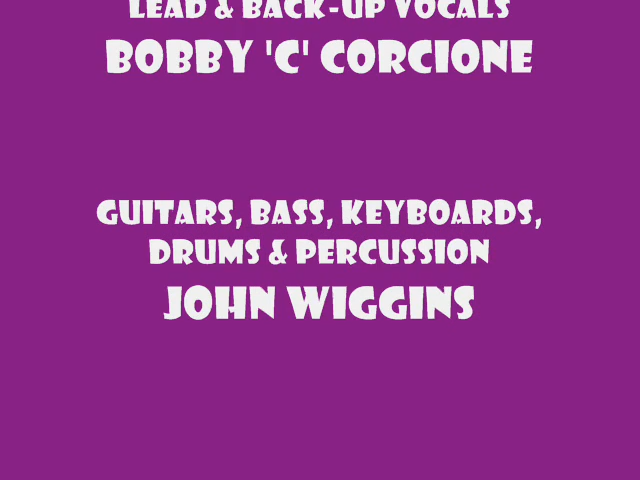 LEAD & BACK-UP VOCALS
BOBBY 'C' CORCIONE
GUITARS, BASS, KEYBOARDS,
DRUMS & PERCUSSION
JOHN WIGGINS